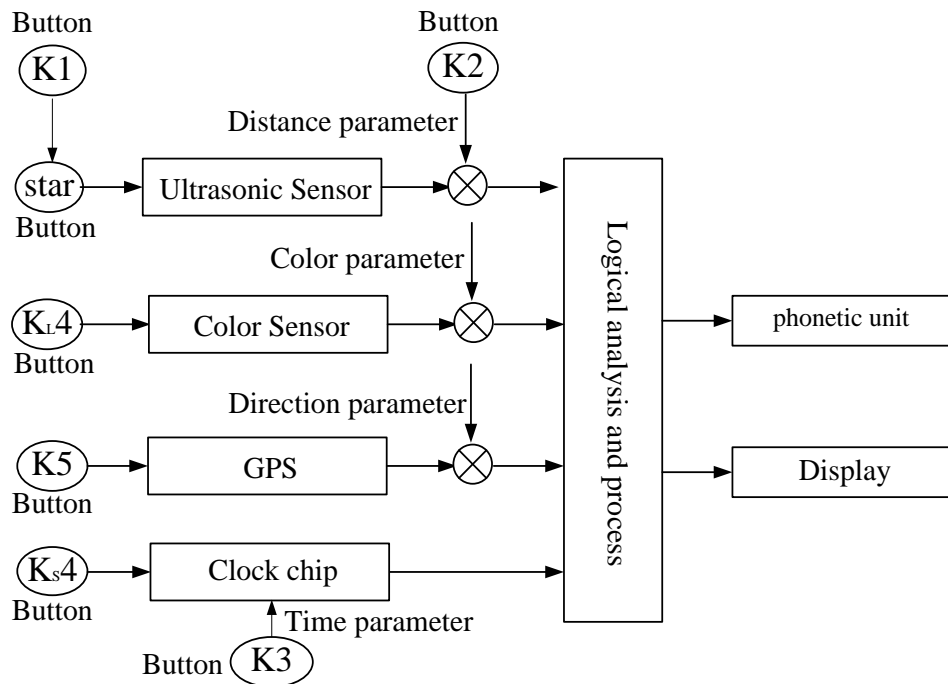 Button
Button
K1
K2
Distance parameter
star
Ultrasonic Sensor
Button
Color parameter
KL4
Color Sensor
Button
Direction parameter
K5
GPS
Button
KS4
Clock chip
Button
Time parameter
Button
K3
Logical analysis and process
phonetic unit
Display